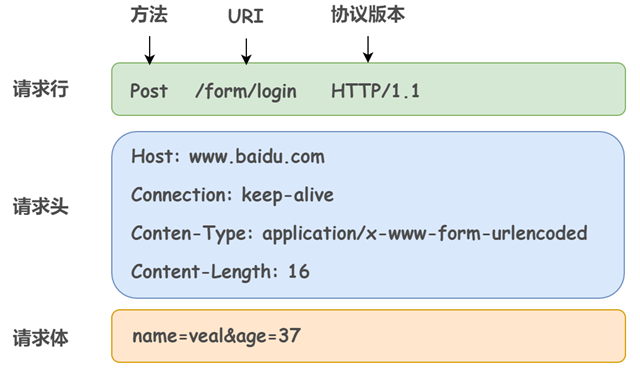 方法 URI 协议版本
请求行 Post /form/login HTTP/1.1
Host: www.baidu.com
Connection: keep-alive
请求头
Conten-Type: application/x-www-form-urlencoded
Content-Length: 16
请求体 name=veal&age=37